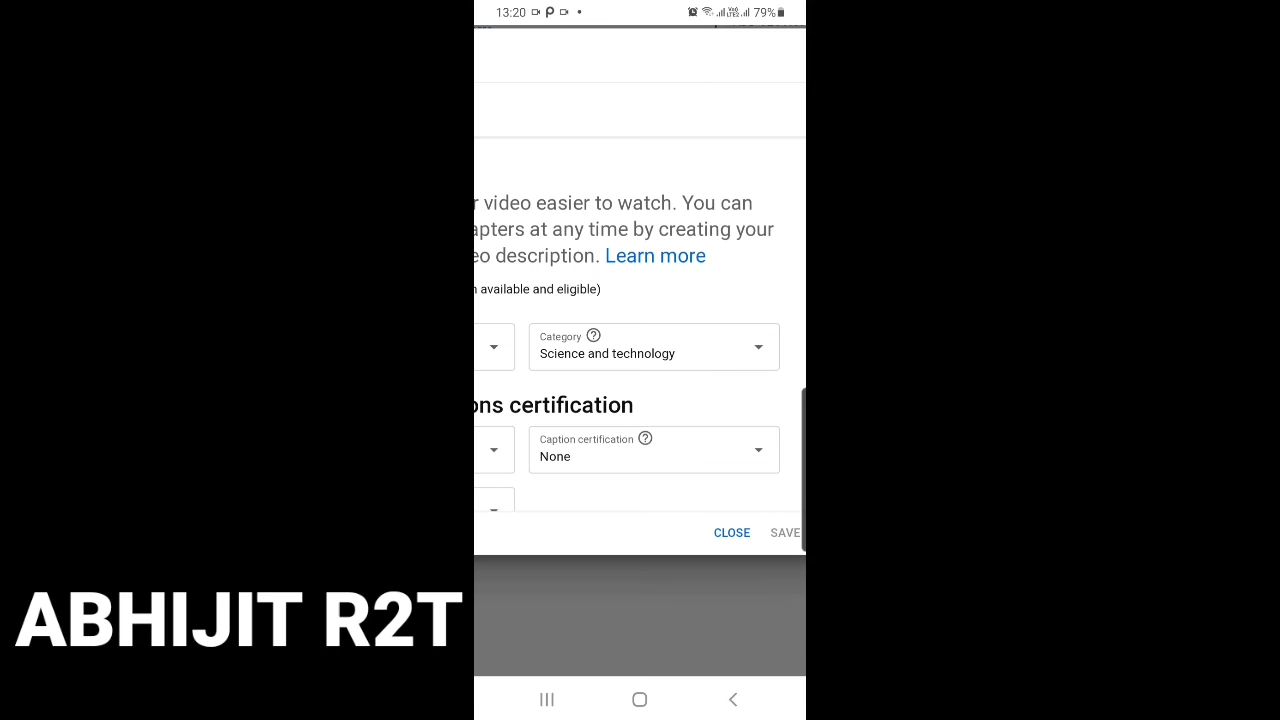 13:20
79%
r video easier to watch. You can
apters at any time by creating your
eo description. Learn more
available and eligible)
Category
Science and technology
ons certification
Caption certification
None
CLOSE SAVE
ABHIJIT R2T